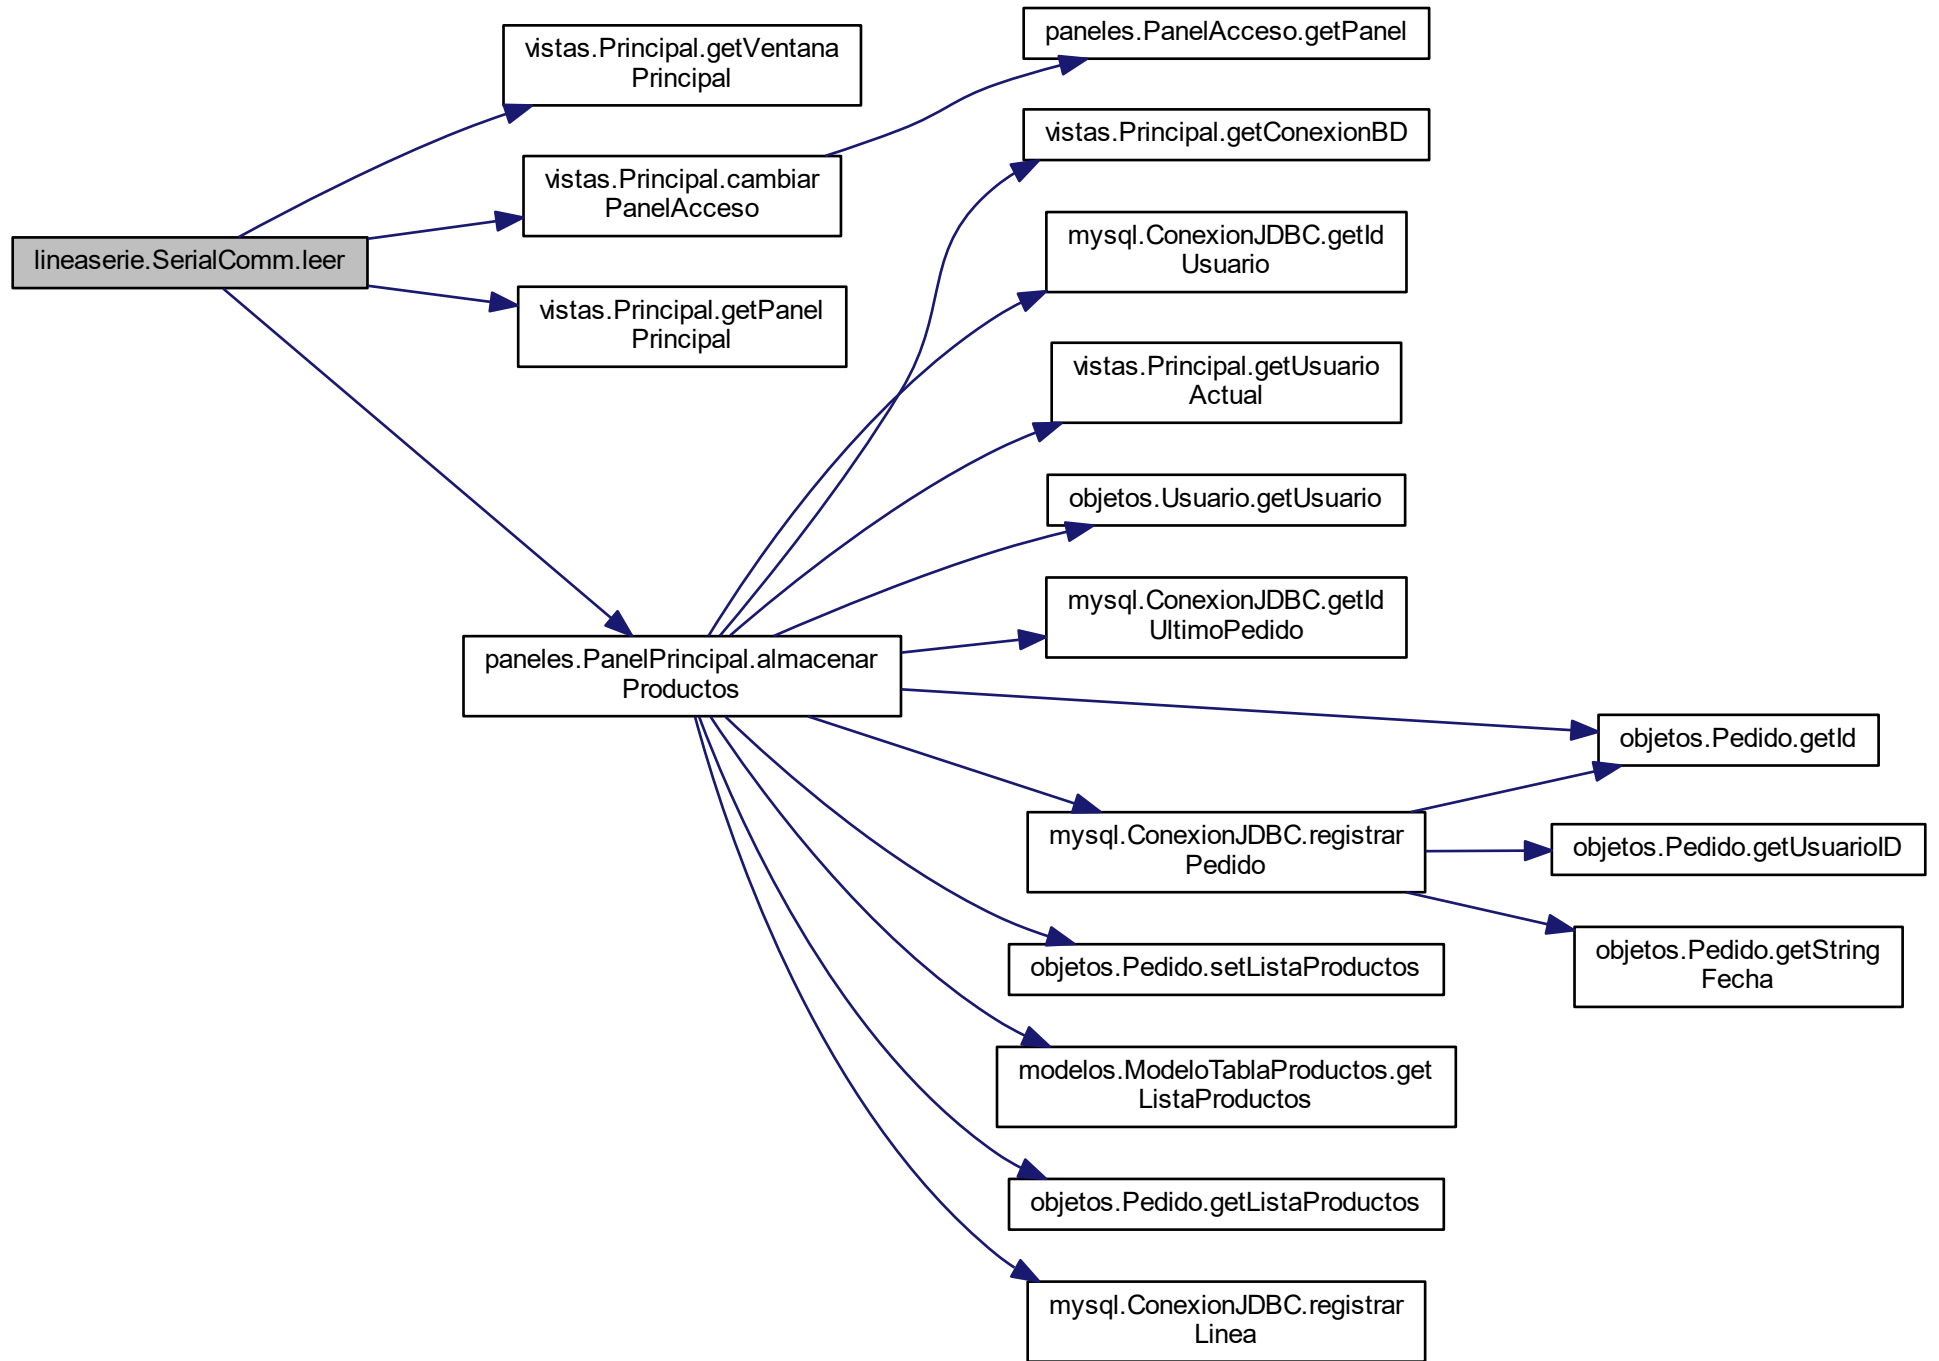 lineaserie.SerialComm.leer
vistas.Principal.getVentana
Principal
vistas.Principal.cambiar
PanelAcceso
vistas.Principal.getPanel
Principal
paneles.PanelPrincipal.almacenar
Productos
paneles.PanelAcceso.getPanel
vistas.Principal.getConexionBD
mysql.ConexionJDBC.getId
Usuario
vistas.Principal.getUsuario
Actual
objetos.Usuario.getUsuario
mysql.ConexionJDBC.getId
UltimoPedido
mysql.ConexionJDBC.registrar
Pedido
objetos.Pedido.setListaProductos
modelos.ModeloTablaProductos.get
ListaProductos
objetos.Pedido.getListaProductos
mysql.ConexionJDBC.registrar
Linea
objetos.Pedido.getId
objetos.Pedido.getUsuarioID
objetos.Pedido.getString
Fecha